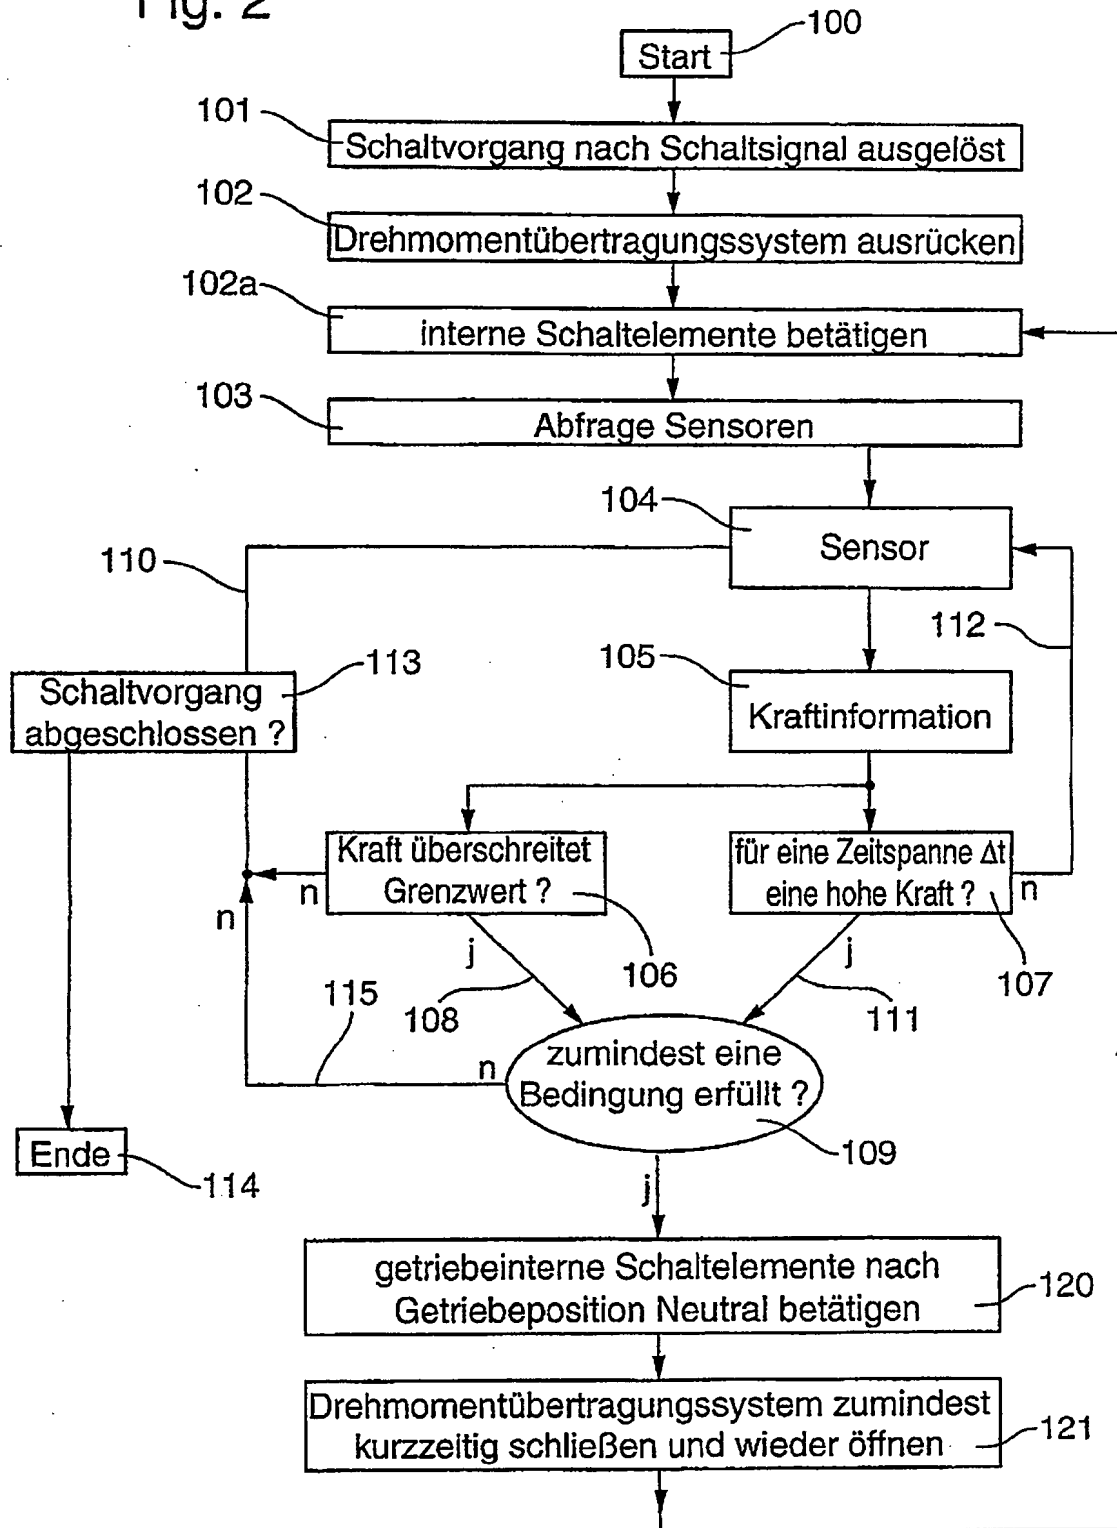 Fig. 2
100
Start
101
Schaltvorgang nach Schaltsignal ausgelöst
102
Drehmomentübertragungssystem ausrücken
102a
interne Schaltelemente betätigen
103
Abfrage Sensoren
104
Sensor
110
112
113
105
Schaltvorgang
abgeschlossen ?
Kraftinformation
Kraft überschreitet
Grenzwert ?
für eine Zeitspanne Δt
eine hohe Kraft ?
n
n
n
j
j
106
107
108
111
115
n
zumindest eine
Bedingung erfüllt ?
109
Ende
114
j
getriebeinterne Schaltelemente nach
Getriebeposition Neutral betätigen
120
Drehmomentübertragungssystem zumindest
kurzzeitig schließen und wieder öffnen
121